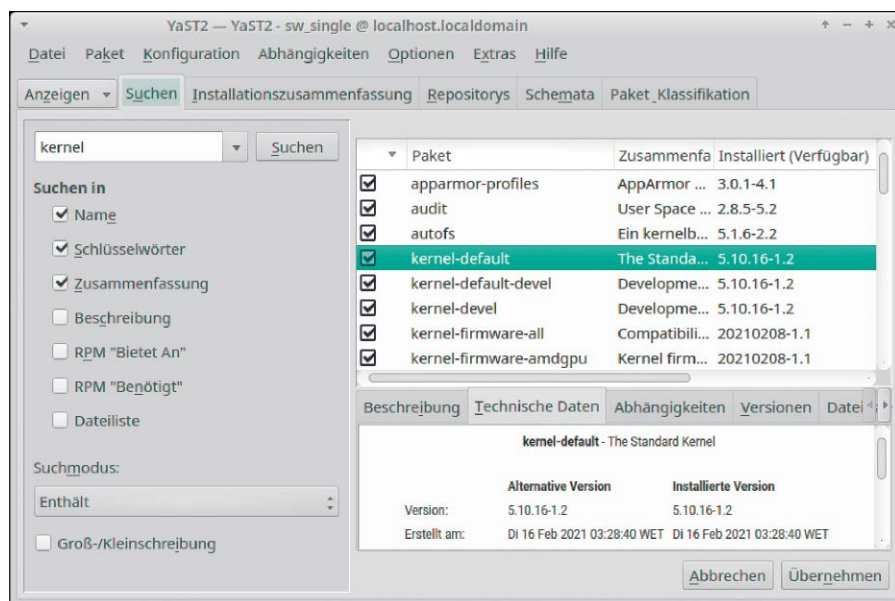 YaST2 — YaST2 - sw_single @ localhost.localdomain
Datei Paket Konfiguration Abhängigkeiten Optionen Extras Hilfe
Anzeigen Suchen Installationszusammenfassung Repositorys Schemata Paket_Klassifikation
kernel Suchen
Suchen in
Name
Schlüsselwörter
Zusammenfassung
Beschreibung
RPM "Bietet An"
RPM "Benötigt"
Dateiliste
Suchmodus:
Enthält
Groß-/Kleinschreibung
Paket Zusammenfa Installiert (Verfügbar)
apparmor-profiles AppArmor ... 3.0.1-4.1
audit User Space ... 2.8.5-5.2
autofs Ein kernelb... 5.1.6-2.2
kernel-default The Standa... 5.10.16-1.2
kernel-default-devel Developme... 5.10.16-1.2
kernel-devel Developme... 5.10.16-1.2
kernel-firmware-all Compatibili... 20210208-1.1
kernel-firmware-amdgpu Kernel firm... 20210208-1.1
Beschreibung Technische Daten Abhängigkeiten Versionen Datei
kernel-default - The Standard Kernel
Alternative Version Installierte Version
Version: 5.10.16-1.2 5.10.16-1.2
Erstellt am: Di 16 Feb 2021 03:28:40 WET Di 16 Feb 2021 03:28:40 WET
Abbrechen Übernehmen